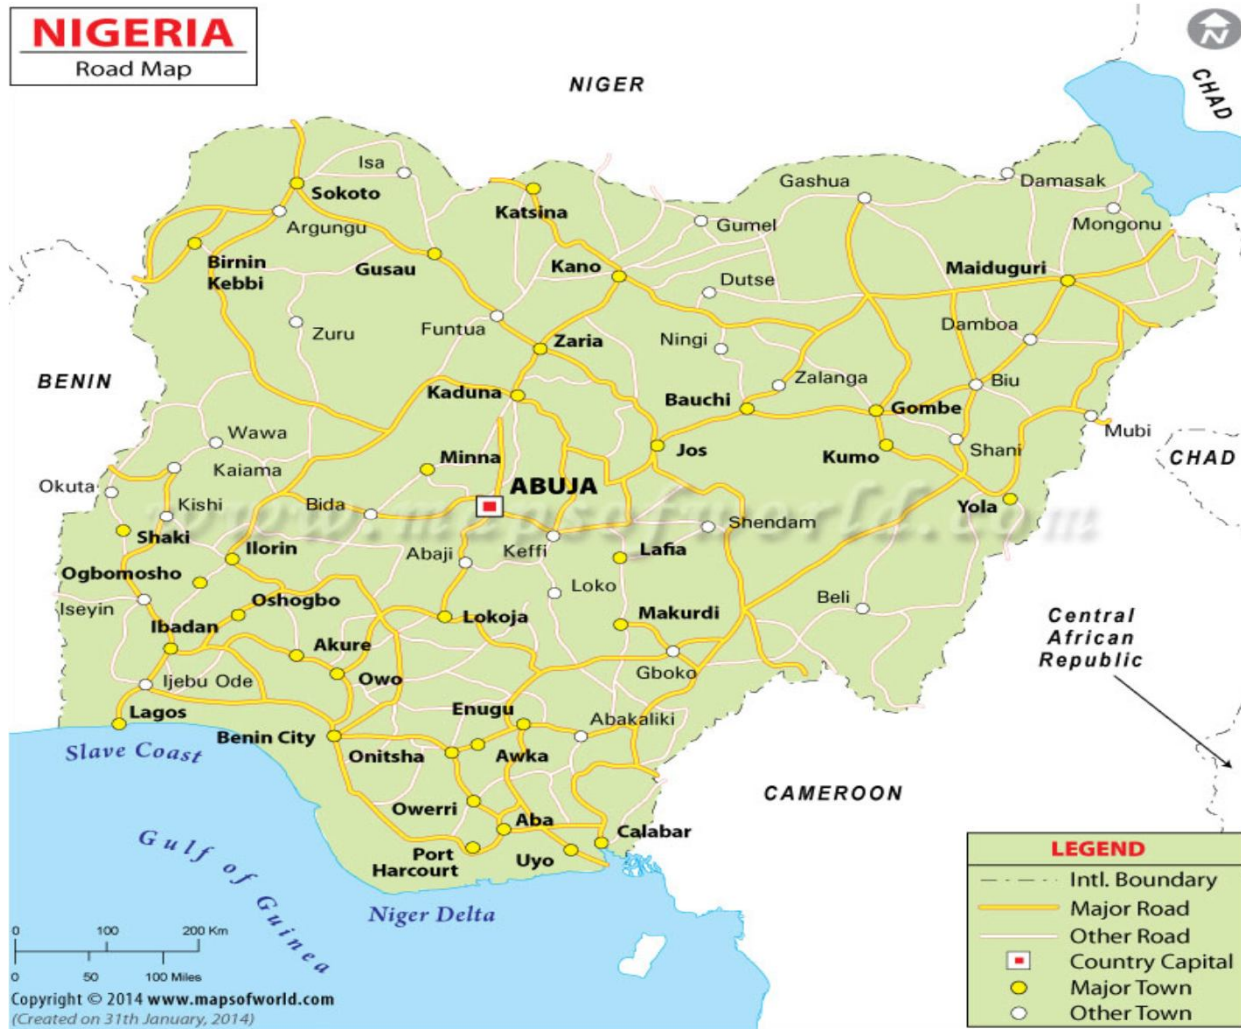 NIGERIA
Road Map
N
NIGER
CHAD
Isa
Sokoto
Katsina
Gashua
Damasak
Argungu
Gumel
Mongonu
Birnin
Kebbi
Gusau
Kano
Maiduguri
Dutse
Zuru
Funtua
Zaria
Ningi
Damboa
BENIN
Kaduna
Bauchi
Zalanga
Gombe
Biu
Wawa
Kaiama
Minna
Jos
Kumo
Shani
Mubi
CHAD
Okuta
Kishi
Bida
ABUJA
Yola
www.mapsofworld.com
Shaki
Ilorin
Abaji
Keffi
Lafia
Shendam
Ogbomosho
Iseyin
Oshogbo
Loko
Beli
Ibadan
Akure
Lokoja
Makurdi
Central
African
Republic
Ijebu Ode
Owo
Gboko
Lagos
Enugu
Abakaliki
Benin City
Onitsha
Awka
Slave Coast
CAMEROON
Owerri
Aba
Calabar
Port
Harcourt
Uyo
Gulf of Guinea
Niger Delta
LEGEND
Intl. Boundary
Major Road
Other Road
Country Capital
Major Town
Other Town
0 100 200 Km
0 50 100 Miles
Copyright © 2014 www.mapsofworld.com
(Created on 31th January, 2014)